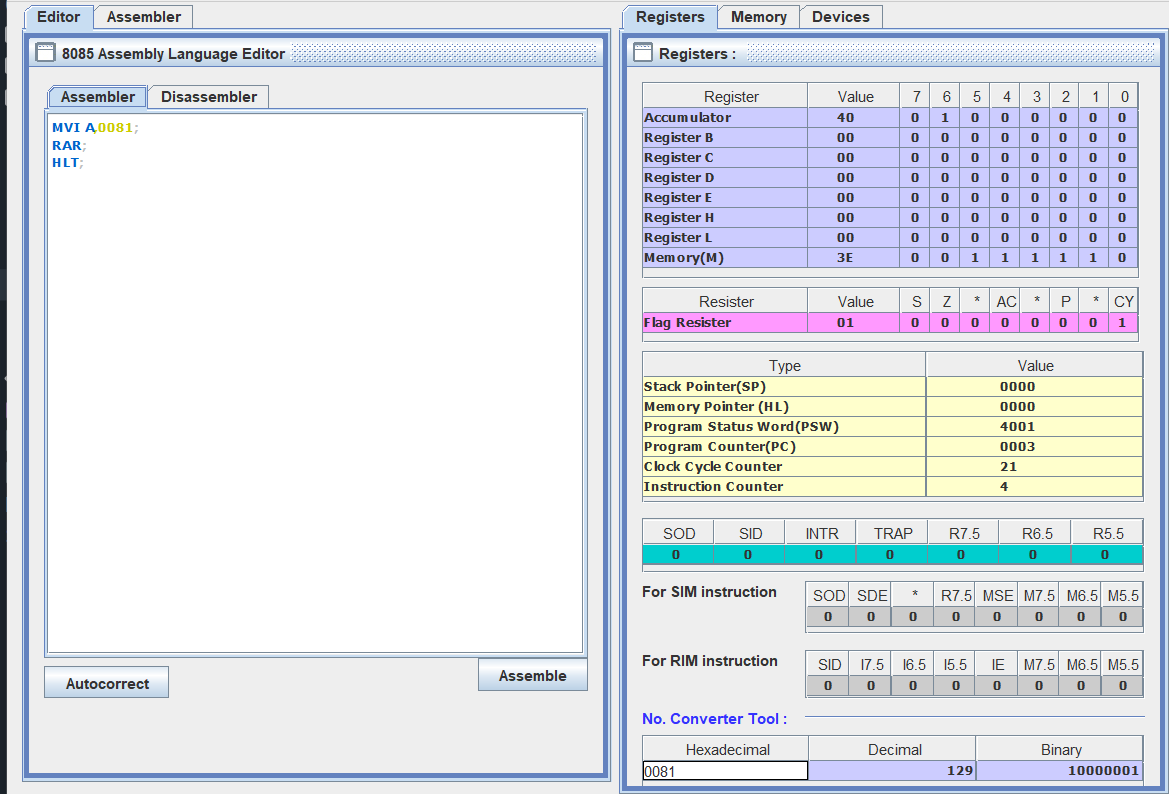 Editor Assembler
8085 Assembly Language Editor
Assembler Disassembler
MVI A,0081;
RAR;
HLT;
Autocorrect Assemble
Registers Memory Devices
Registers :
Register Value 7 6 5 4 3 2 1 0
Accumulator 40 0 1 0 0 0 0 0 0
Register B 00 0 0 0 0 0 0 0 0
Register C 00 0 0 0 0 0 0 0 0
Register D 00 0 0 0 0 0 0 0 0
Register E 00 0 0 0 0 0 0 0 0
Register H 00 0 0 0 0 0 0 0 0
Register L 00 0 0 0 0 0 0 0 0
Memory(M) 3E 0 0 1 1 1 1 1 0
Resister Value S Z * AC * P * CY
Flag Resister 01 0 0 0 0 0 0 0 1
Type Value
Stack Pointer(SP) 0000
Memory Pointer (HL) 0000
Program Status Word(PSW) 4001
Program Counter(PC) 0003
Clock Cycle Counter 21
Instruction Counter 4
SOD SID INTR TRAP R7.5 R6.5 R5.5
0 0 0 0 0 0 0
For SIM instruction
SOD SDE * R7.5 MSE M7.5 M6.5 M5.5
0 0 0 0 0 0 0 0
For RIM instruction
SID I7.5 I6.5 I5.5 IE M7.5 M6.5 M5.5
0 0 0 0 0 0 0 0
No. Converter Tool :
Hexadecimal Decimal Binary
0081 129 10000001